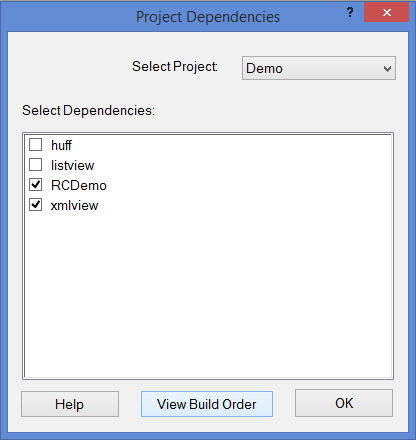 Project Dependencies
?
Select Project:
Demo
Select Dependencies:
huff
listview
RCDemo
xmlview
Help
View Build Order
OK